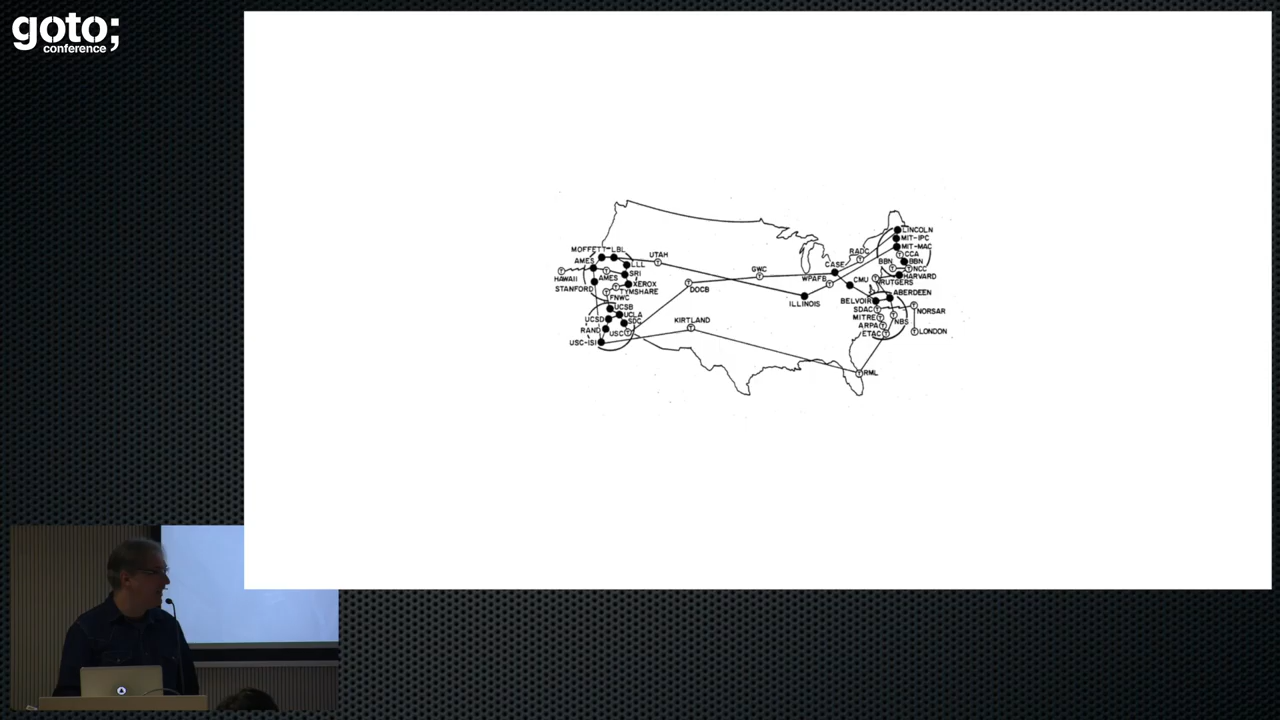 goto;
conference
LINCOLN
MIT-IPC
MIT-MAC
CCA
BBN
BBN
NCC
HARVARD
RUTGERS
ABERDEEN
BELVOIR
NORSAR
SDAC
MITRE
NBS
ARPA
ETAC
LONDON
RADC
CASE
WPAFB
CMU
GWC
ILLINOIS
DOCB
UTAH
MOFFETT
LBL
AMES
LLL
SRI
HAWAII
AMES
XEROX
STANFORD
TYMSHARE
FNWC
UCSB
UCLA
UCSD
SDC
RAND
USC
USC-ISI
KIRTLAND
RML